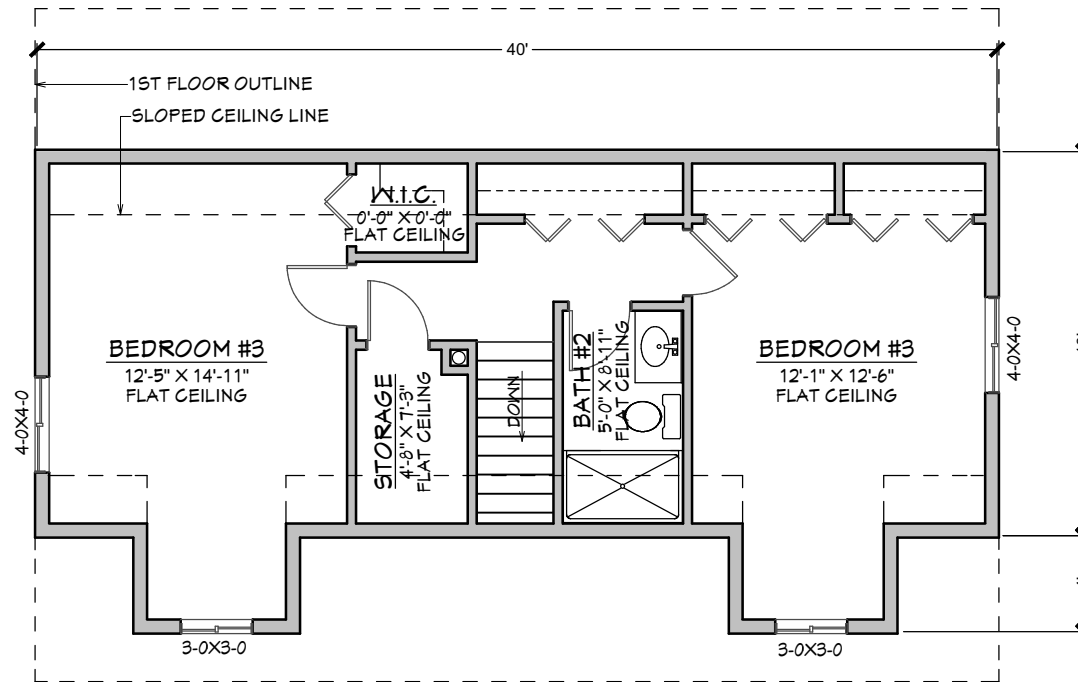 40'
1ST FLOOR OUTLINE
SLOPED CEILING LINE
W.I.C.
0'-0" X 0'-0"
FLAT CEILING
BEDROOM #3
12'-5" X 14'-11"
FLAT CEILING
4-0X4-0
STORAGE
4'-8" X 7'-3"
FLAT CEILING
DOWN
BATH #2
5'-0" X 8'-11"
FLAT CEILING
BEDROOM #3
12'-1" X 12'-6"
FLAT CEILING
4-0X4-0
3-0X3-0
3-0X3-0